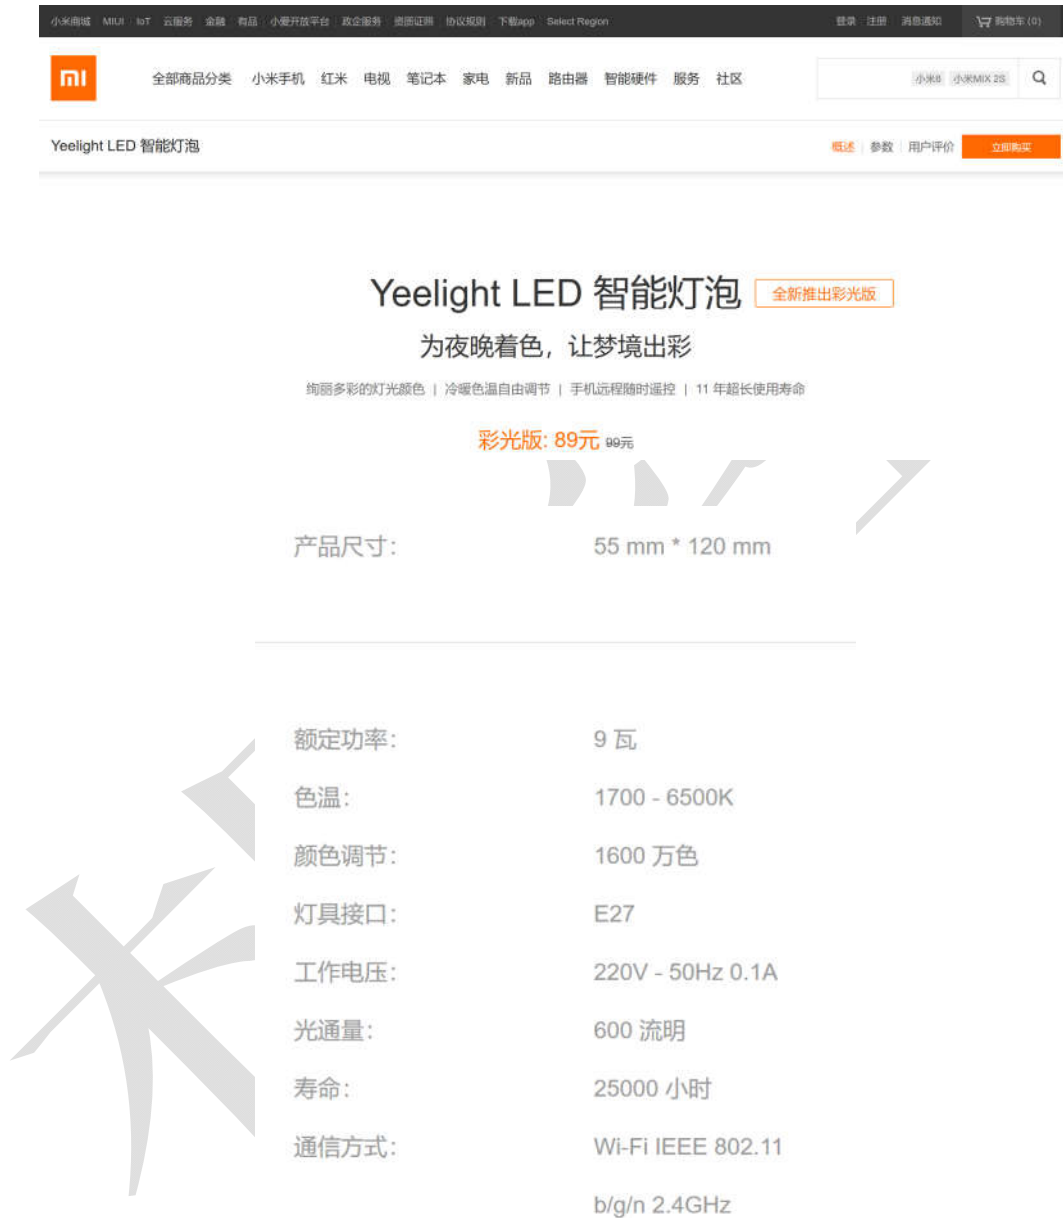 小米商城 MIUI IoT 云服务 金融 有品 小爱开放平台 政企服务 资质证照 协议规则 下载app Select Region 登录 注册 消息通知 购物车 (0)
全部商品分类 小米手机 红米 电视 笔记本 家电 新品 路由器 智能硬件 服务 社区 小米8 小米MIX 2S
Yeelight LED 智能灯泡 概述 参数 用户评价 立即购买
Yeelight LED 智能灯泡 全新推出彩光版
为夜晚着色，让梦境出彩
绚丽多彩的灯光颜色 | 冷暖色温自由调节 | 手机远程随时遥控 | 11 年超长使用寿命
彩光版: 89元 99元
产品尺寸： 55 mm * 120 mm
额定功率： 9 瓦
色温： 1700 - 6500K
颜色调节： 1600 万色
灯具接口： E27
工作电压： 220V - 50Hz 0.1A
光通量： 600 流明
寿命： 25000 小时
通信方式： Wi-Fi IEEE 802.11
b/g/n 2.4GHz